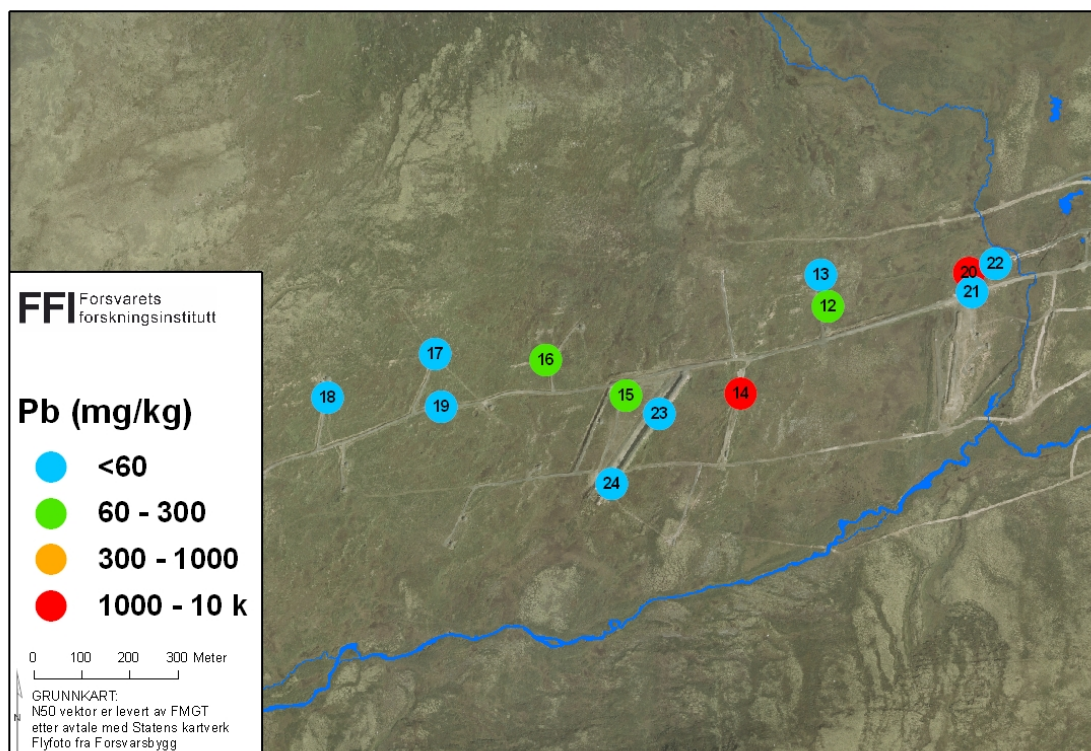 FFI Forsvarets
forskningsinstitutt
Pb (mg/kg)
<60
60 - 300
300 - 1000
1000 - 10 k
0 100 200 300 Meter
GRUNNKART:
N50 vektor er levert av FMGT
etter avtale med Statens kartverk
Flyfoto fra Forsvarsbygg
N
22
20
13
21
12
17
16
14
15
18
19
23
24